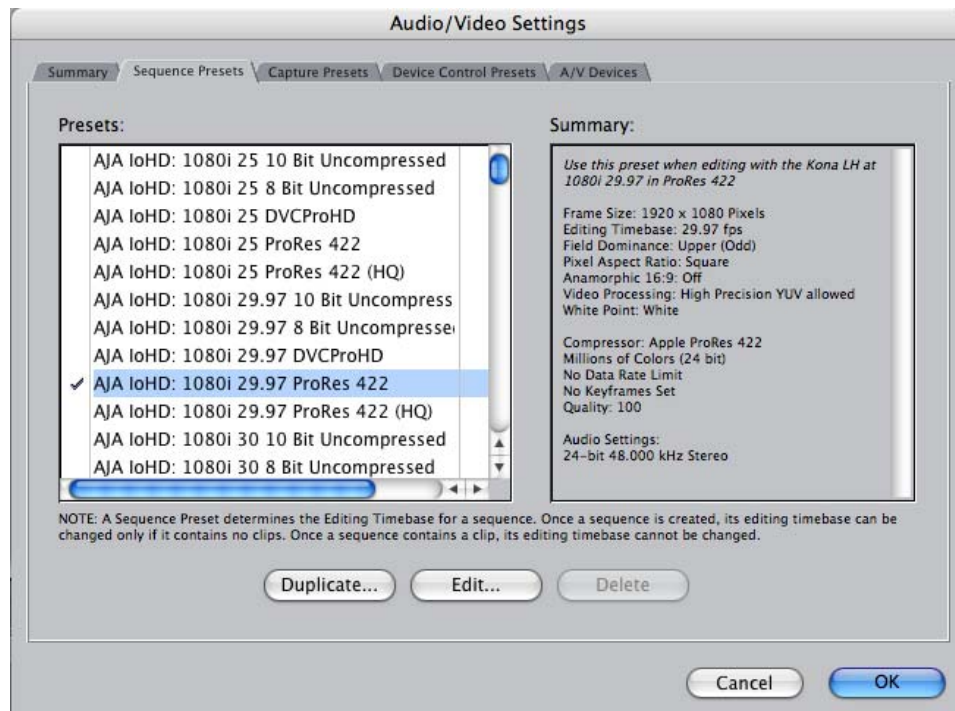 Audio/Video Settings
Summary
Sequence Presets
Capture Presets
Device Control Presets
A/V Devices
Presets:
AJA IoHD: 1080i 25 10 Bit Uncompressed
AJA IoHD: 1080i 25 8 Bit Uncompressed
AJA IoHD: 1080i 25 DVCProHD
AJA IoHD: 1080i 25 ProRes 422
AJA IoHD: 1080i 25 ProRes 422 (HQ)
AJA IoHD: 1080i 29.97 10 Bit Uncompress
AJA IoHD: 1080i 29.97 8 Bit Uncompresse
AJA IoHD: 1080i 29.97 DVCProHD
✓ AJA IoHD: 1080i 29.97 ProRes 422
AJA IoHD: 1080i 29.97 ProRes 422 (HQ)
AJA IoHD: 1080i 30 10 Bit Uncompressed
AJA IoHD: 1080i 30 8 Bit Uncompressed
Summary:
Use this preset when editing with the Kona LH at
1080i 29.97 in ProRes 422
Frame Size: 1920 x 1080 Pixels
Editing Timebase: 29.97 fps
Field Dominance: Upper (Odd)
Pixel Aspect Ratio: Square
Anamorphic 16:9: Off
Video Processing: High Precision YUV allowed
White Point: White
Compressor: Apple ProRes 422
Millions of Colors (24 bit)
No Data Rate Limit
No Keyframes Set
Quality: 100
Audio Settings:
24-bit 48.000 kHz Stereo
NOTE: A Sequence Preset determines the Editing Timebase for a sequence. Once a sequence is created, its editing timebase can be
changed only if it contains no clips. Once a sequence contains a clip, its editing timebase cannot be changed.
Duplicate...
Edit...
Delete
Cancel
OK